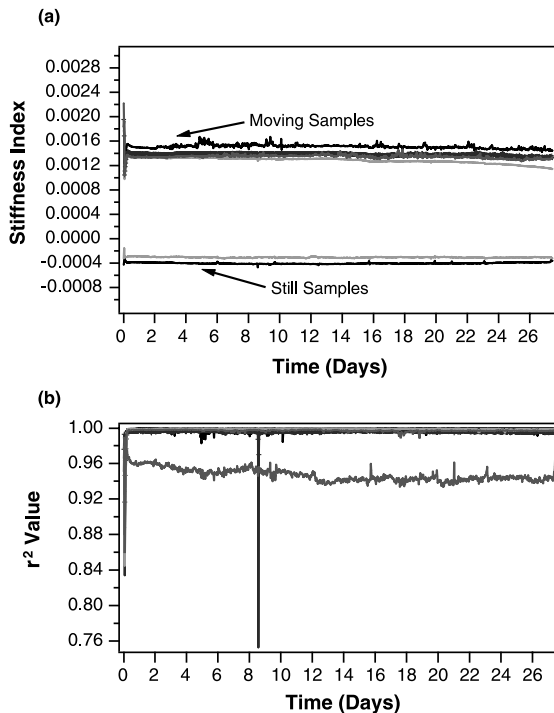 (a)
Stiffness Index
0.0028
0.0024
0.0020
0.0016
0.0012
0.0008
0.0004
0.0000
-0.0004
-0.0008
Moving Samples
Still Samples
0 2 4 6 8 10 12 14 16 18 20 22 24 26
Time (Days)
(b)
r² Value
1.00
0.96
0.92
0.88
0.84
0.80
0.76
0 2 4 6 8 10 12 14 16 18 20 22 24 26
Time (Days)